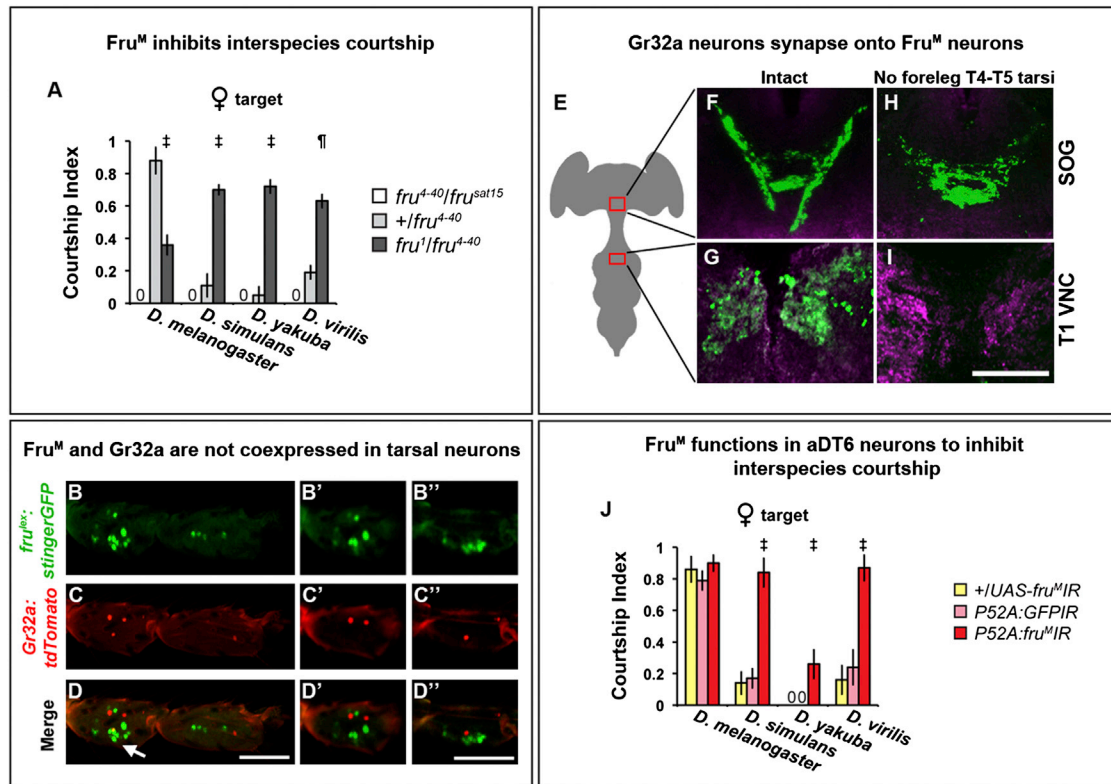 Fruᴹ inhibits interspecies courtship
A
♀ target
Courtship Index
1
0.8
0.6
0.4
0.2
0
‡
‡
‡
¶
0
0
0
0
D. melanogaster
D. simulans
D. yakuba
D. virilis
fru⁴⁻⁴⁰/fruˢᵃᵗ¹⁵
+/fru⁴⁻⁴⁰
fru¹/fru⁴⁻⁴⁰
Gr32a neurons synapse onto Fruᴹ neurons
Intact
No foreleg T4-T5 tarsi
E
F
H
SOG
G
I
T1 VNC
Fruᴹ and Gr32a are not coexpressed in tarsal neurons
fruˡᵉˣ:
stingerGFP
B
B'
B''
Gr32a:
tdTomato
C
C'
C''
Merge
D
D'
D''
Fruᴹ functions in aDT6 neurons to inhibit
interspecies courtship
J
♀ target
Courtship Index
1
0.8
0.6
0.4
0.2
0
‡
‡
‡
00
D. melanogaster
D. simulans
D. yakuba
D. virilis
+/UAS-fruᴹIR
P52A:GFPIR
P52A:fruᴹIR